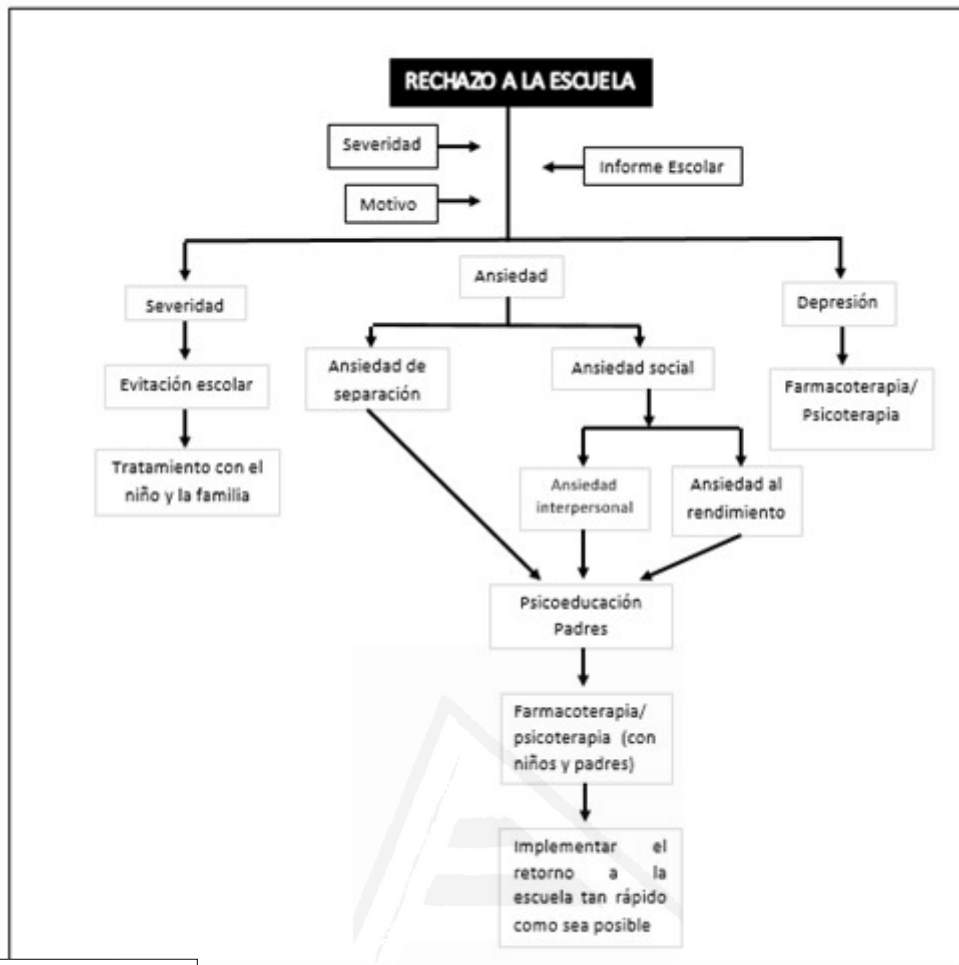 RECHAZO A LA ESCUELA
Severidad
Informe Escolar
Motivo
Ansiedad
Severidad
Depresión
Ansiedad de
separación
Ansiedad social
Evitación escolar
Farmacoterapia/
Psicoterapia
Tratamiento con el
niño y la familia
Ansiedad
interpersonal
Ansiedad al
rendimiento
Psicoeducación
Padres
Farmacoterapia/
psicoterapia (con
niños y padres)
Implementar el
retorno a la
escuela tan rápido
como sea posible